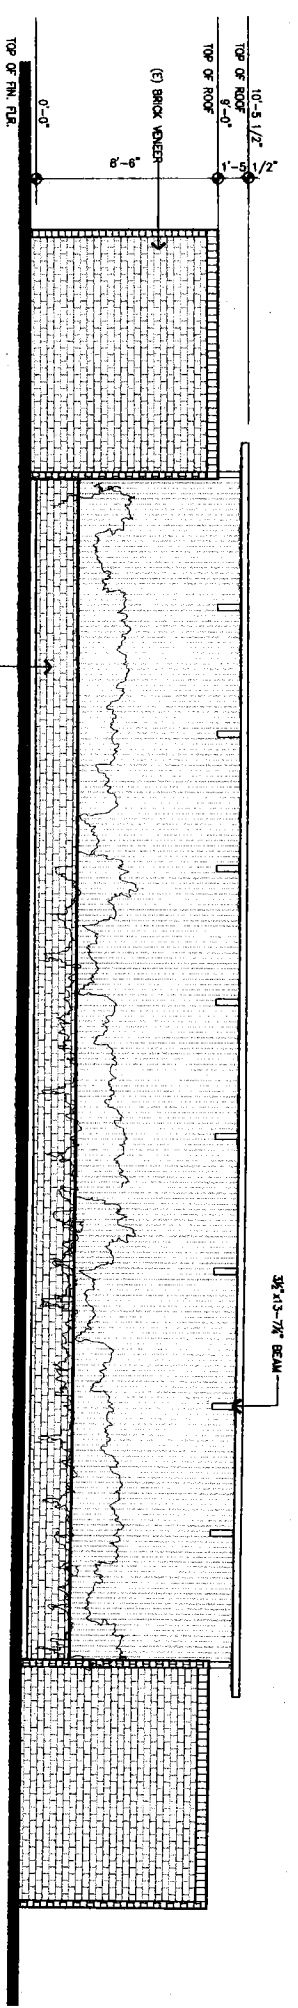 10'-5 1/2"
TOP OF ROOF
9'-0"
TOP OF ROOF
1'-5 1/2"
8'-6"
(E) BRICK VENEER
0'-0"
TOP OF FIN. FLR.
3½"x13-⅞" BEAM